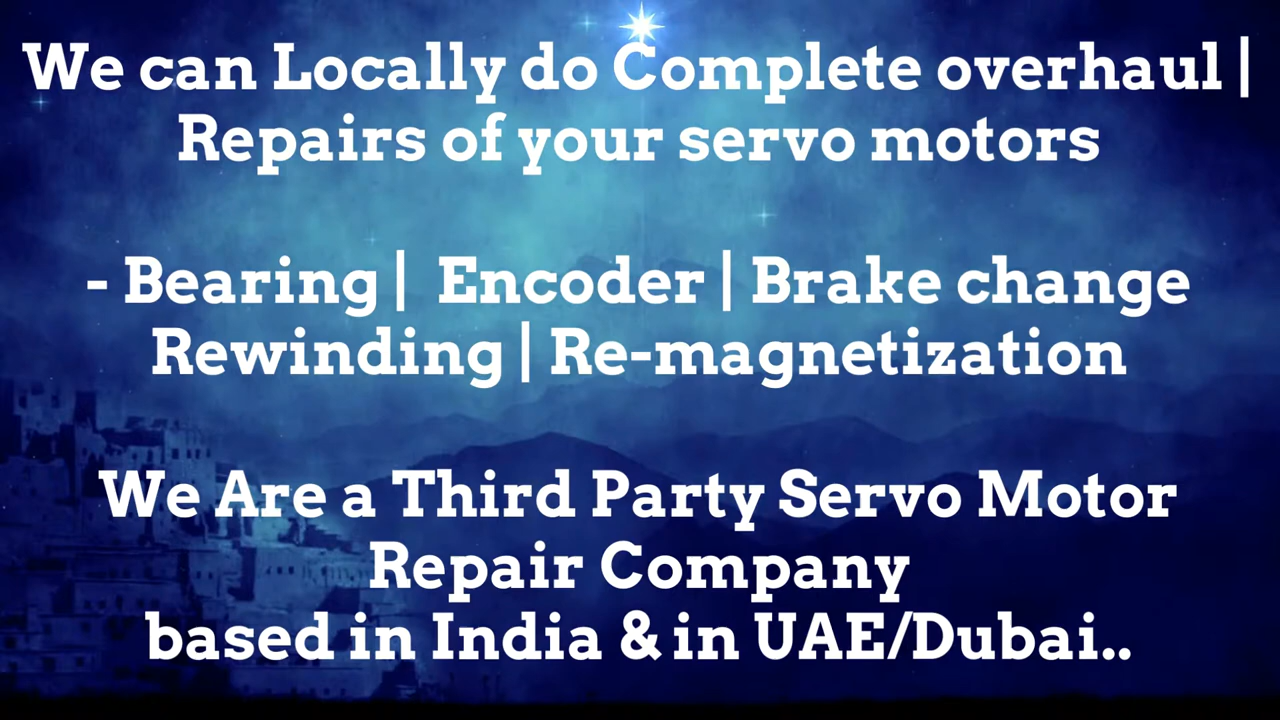 We can Locally do Complete overhaul |
Repairs of your servo motors
- Bearing | Encoder | Brake change
Rewinding | Re-magnetization
We Are a Third Party Servo Motor
Repair Company
based in India & in UAE/Dubai..